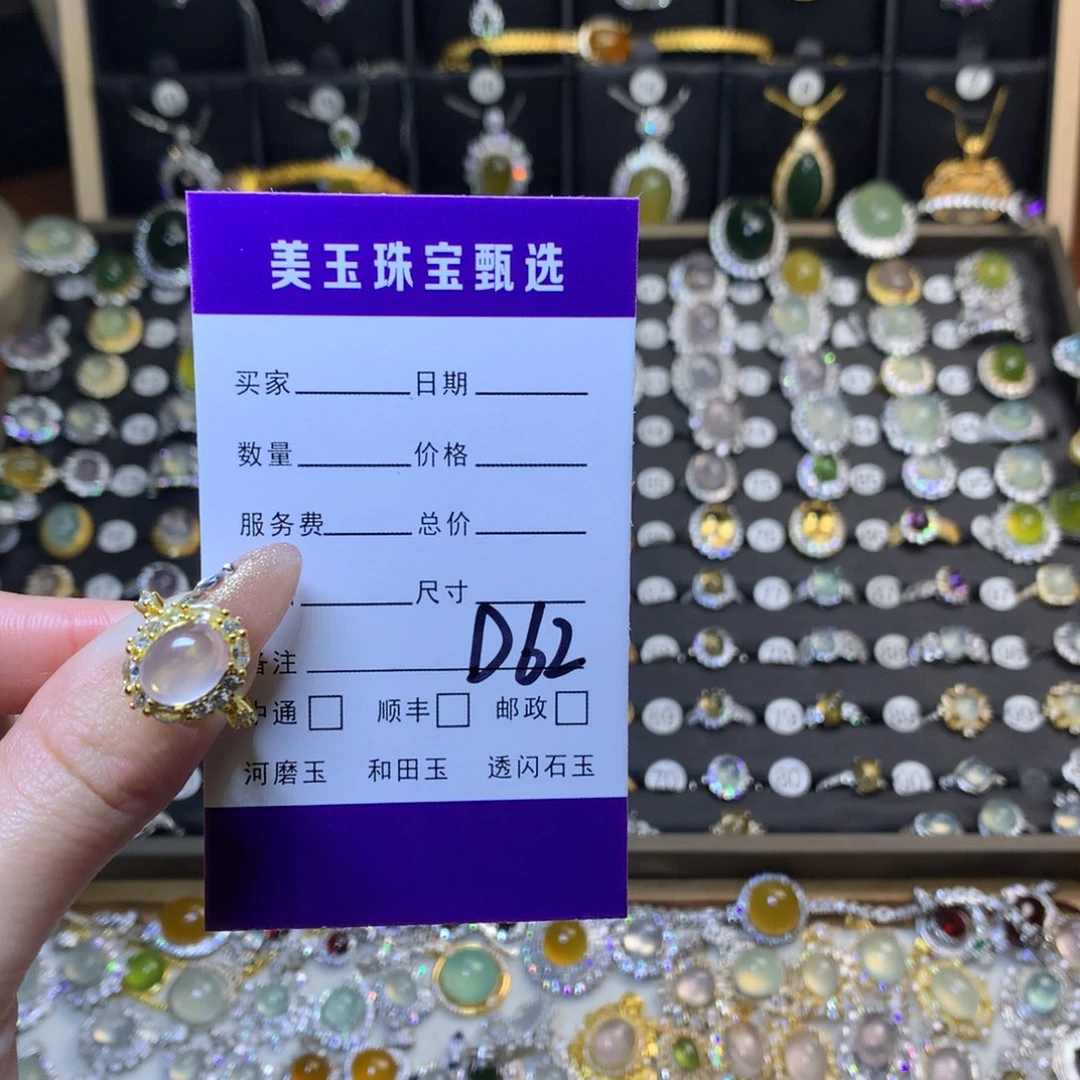 美玉珠宝甄选
买家 日期
数量 价格
服务费 总价
尺寸
备注 D62
中通 顺丰 邮政
河磨玉 和田玉 透闪石玉